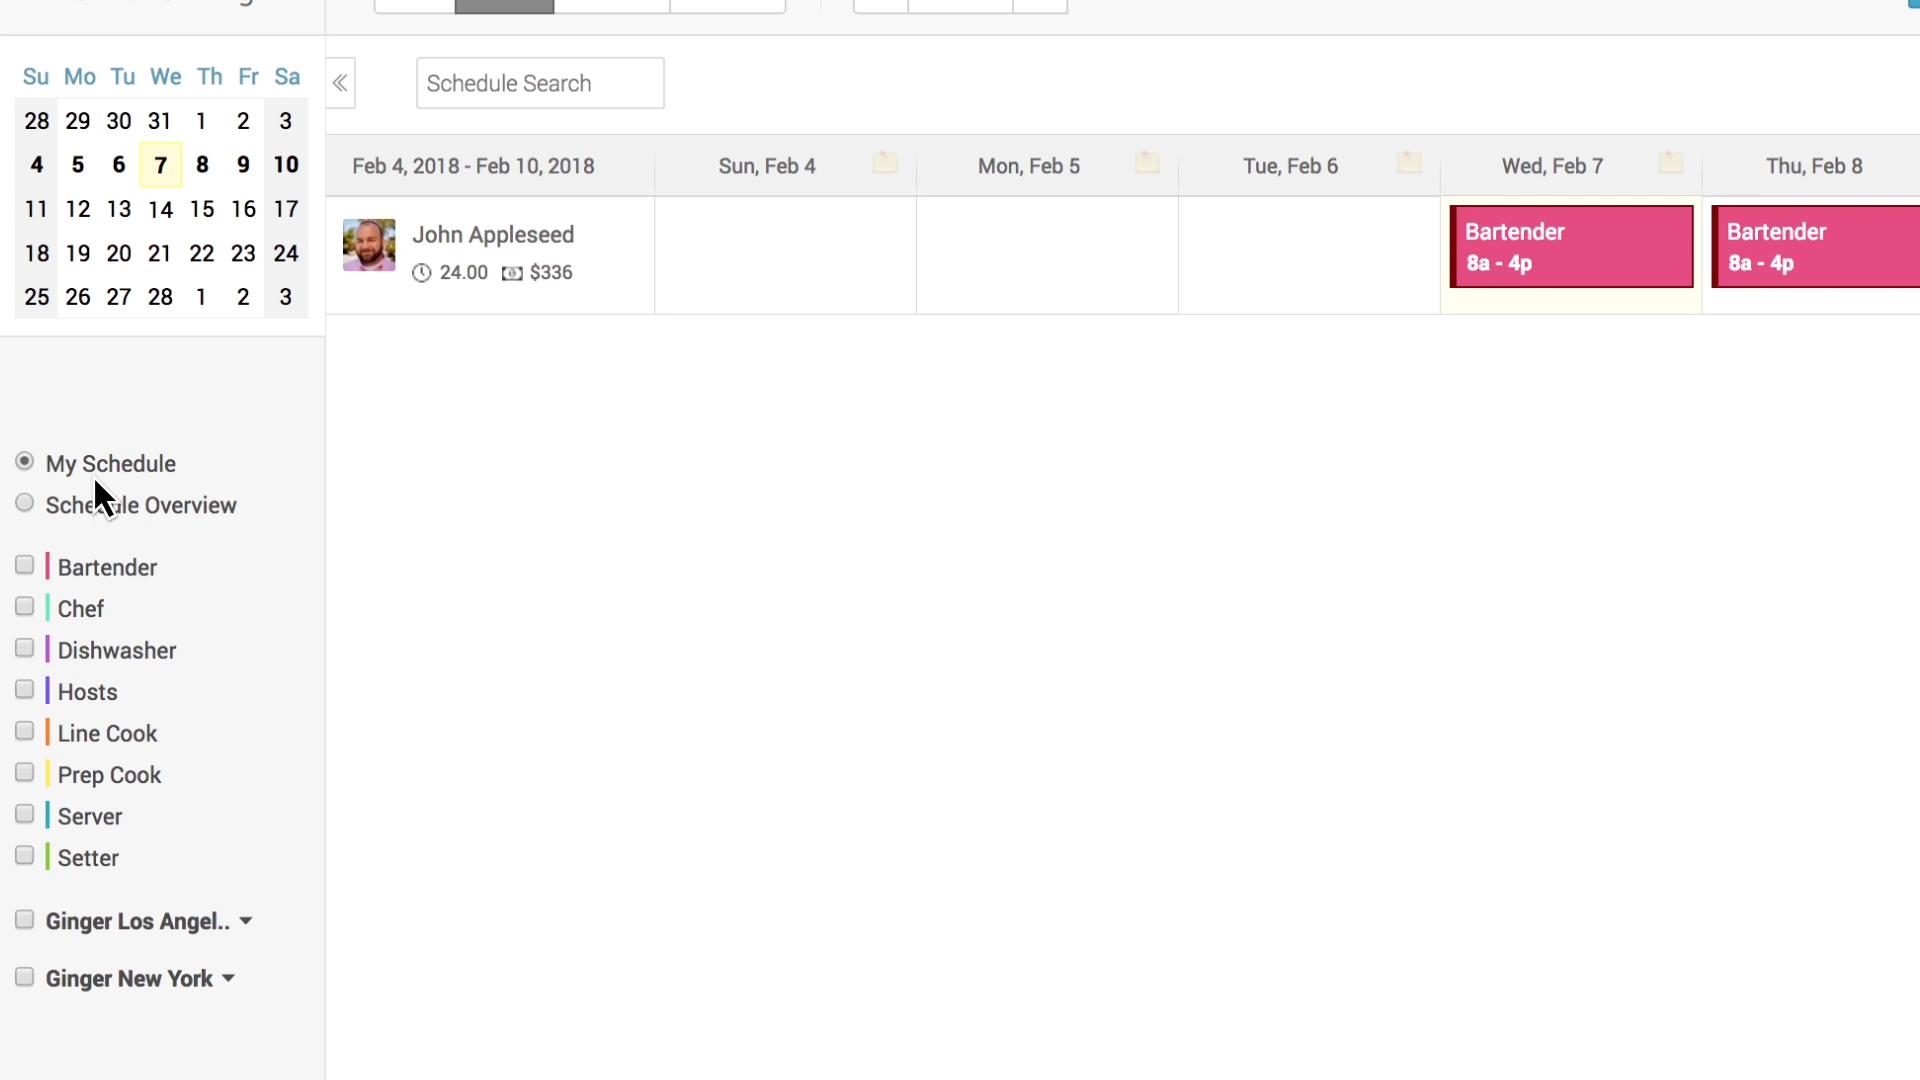 Su Mo Tu We Th Fr Sa
28 29 30 31 1 2 3
4 5 6 7 8 9 10
11 12 13 14 15 16 17
18 19 20 21 22 23 24
25 26 27 28 1 2 3
Schedule Search
Feb 4, 2018 - Feb 10, 2018 Sun, Feb 4 Mon, Feb 5 Tue, Feb 6 Wed, Feb 7 Thu, Feb 8
John Appleseed
24.00 $336
Bartender
8a - 4p
Bartender
8a - 4p
My Schedule
Schedule Overview
Bartender
Chef
Dishwasher
Hosts
Line Cook
Prep Cook
Server
Setter
Ginger Los Angel..
Ginger New York